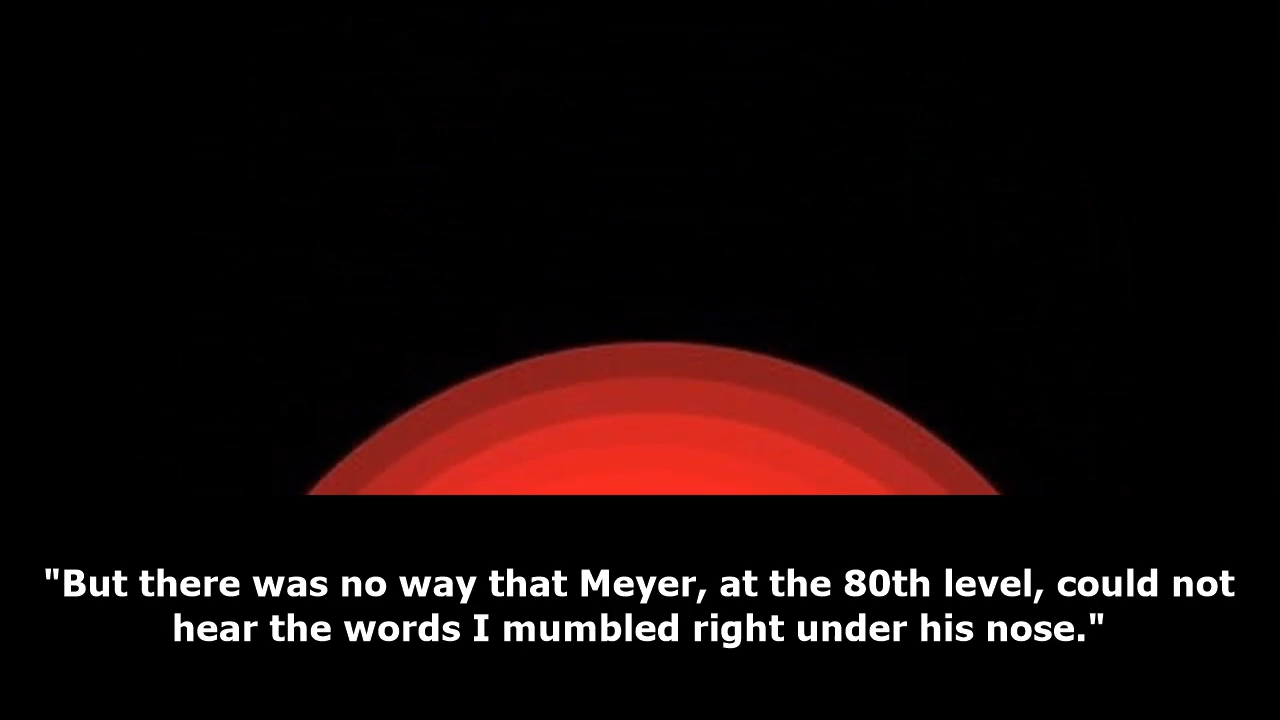 "But there was no way that Meyer, at the 80th level, could not
hear the words I mumbled right under his nose."